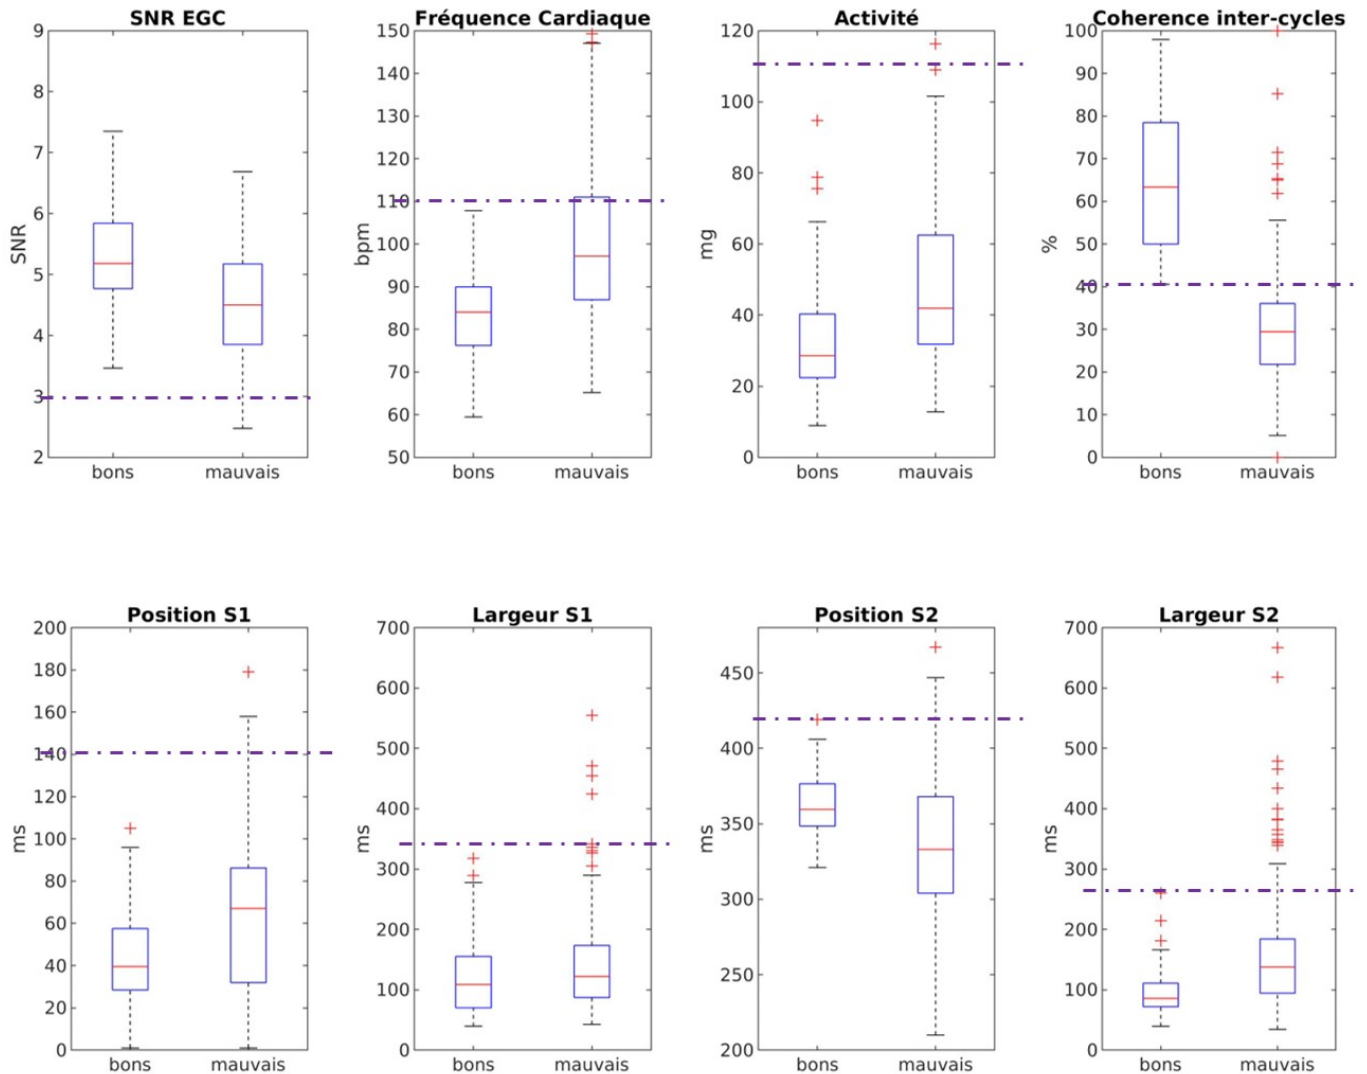 SNR EGC
9
8
7
6
5
4
3
2
SNR
bons
mauvais
Fréquence Cardiaque
150
140
130
120
110
100
90
80
70
60
50
bpm
bons
mauvais
Activité
120
100
80
60
40
20
0
mg
bons
mauvais
Coherence inter-cycles
100
90
80
70
60
50
40
30
20
10
0
%
bons
mauvais
Position S1
200
180
160
140
120
100
80
60
40
20
0
ms
bons
mauvais
Largeur S1
700
600
500
400
300
200
100
0
ms
bons
mauvais
Position S2
450
400
350
300
250
200
ms
bons
mauvais
Largeur S2
700
600
500
400
300
200
100
0
ms
bons
mauvais